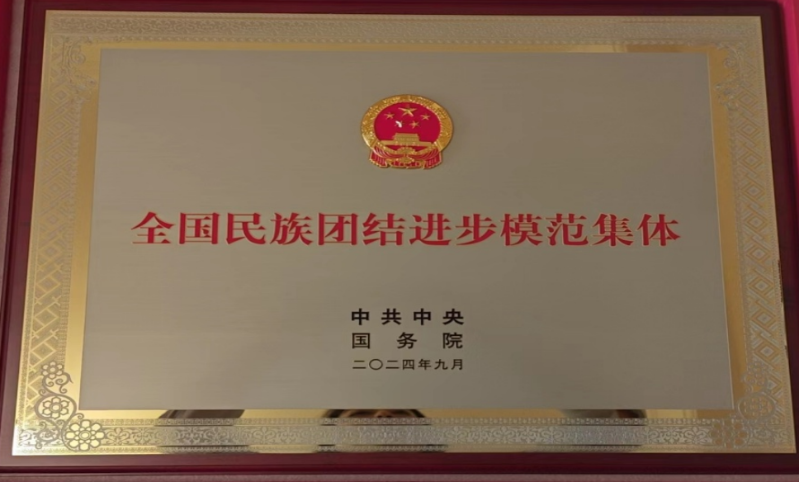 全国民族团结进步模范集体
中共中央
国务院
二〇二四年九月